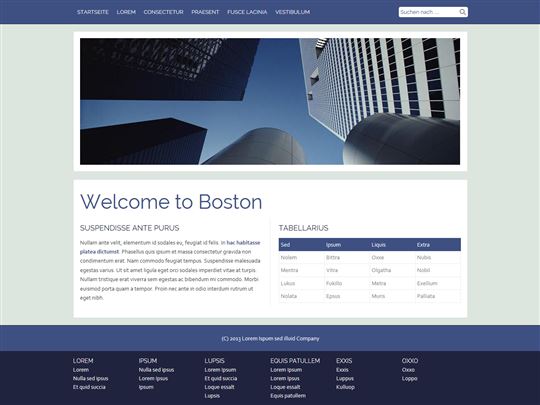 STARTSEITE LOREM CONSECTETUR PRAESENT FUSCE LACINIA VESTIBULUM Suchen nach ...
Welcome to Boston
SUSPENDISSE ANTE PURUS
Nullam ante velit, elementum id sodales eu, feugiat id felis. In hac habitasse
platea dictumst. Phasellus quis ipsum et massa consectetur gravida non
condimentum erat. Nam commodo feugiat tempus. Suspendisse malesuada
egestas varius. Ut sit amet ligula eget orci sodales imperdiet vitae at turpis.
Nullam tristique erat viverra sem egestas ac bibendum mi commodo. Morbi
euismod porta quam a tempor. Proin nec ante in odio interdum rutrum ut
eget nibh.
TABELLARIUS
Sed Ipsum Liquis Extra
Nolem Bittra Oxxe Nubis
Mentra Vitra Olgatha Nobil
Lukus Fokillo Metra Exellium
Nolata Epsus Muris Palliata
(C) 2013 Lorem Ispum sed illuid Company
LOREM IPSUM LUPSIS EQUIS PATULLEM EXXIS OXXO
Lorem Nulla sed ipsus Lorem Ipsum Lorem Ipsum Exxis Oxxo
Nulla sed ipsus Lorem Ipsus Et quid succia Lorem Ipsus Luppus Loppo
Et quid succia Ipsum Loque essalt Loque essalt Kulluop
Lupsis Equis patullem